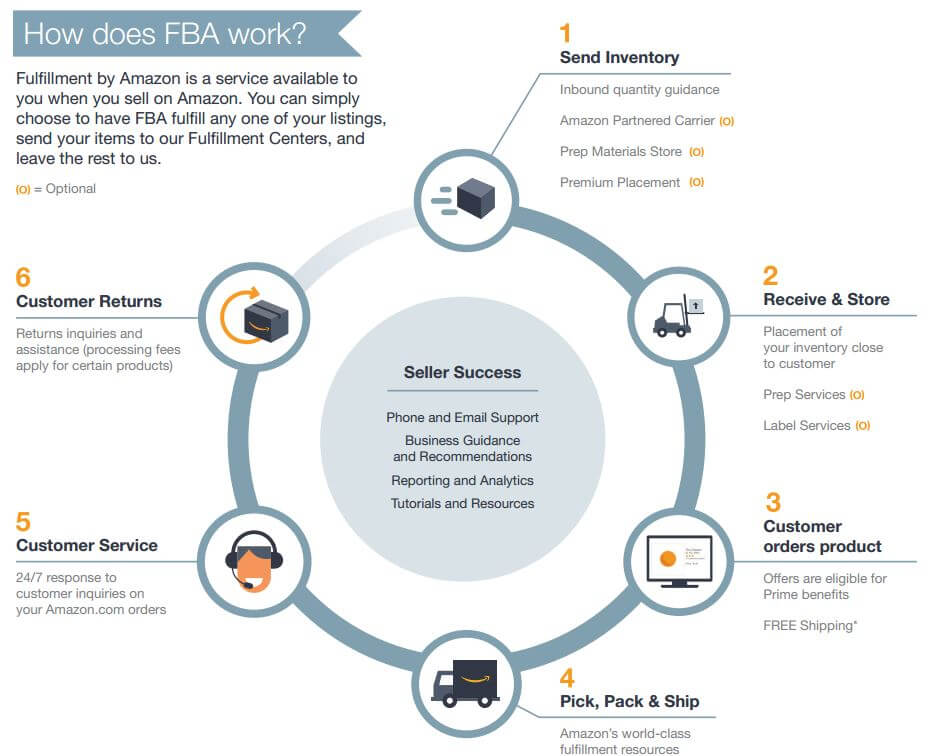 How does FBA work?
Fulfillment by Amazon is a service available to
you when you sell on Amazon. You can simply
choose to have FBA fulfill any one of your listings,
send your items to our Fulfillment Centers, and
leave the rest to us.
(O) = Optional
1
Send Inventory
Inbound quantity guidance
Amazon Partnered Carrier (O)
Prep Materials Store (O)
Premium Placement (O)
2
Receive & Store
Placement of
your inventory close
to customer
Prep Services (O)
Label Services (O)
3
Customer
orders product
Offers are eligible for
Prime benefits
FREE Shipping*
4
Pick, Pack & Ship
Amazon's world-class
fulfillment resources
5
Customer Service
24/7 response to
customer inquiries on
your Amazon.com orders
6
Customer Returns
Returns inquiries and
assistance (processing fees
apply for certain products)
Seller Success
Phone and Email Support
Business Guidance
and Recommendations
Reporting and Analytics
Tutorials and Resources